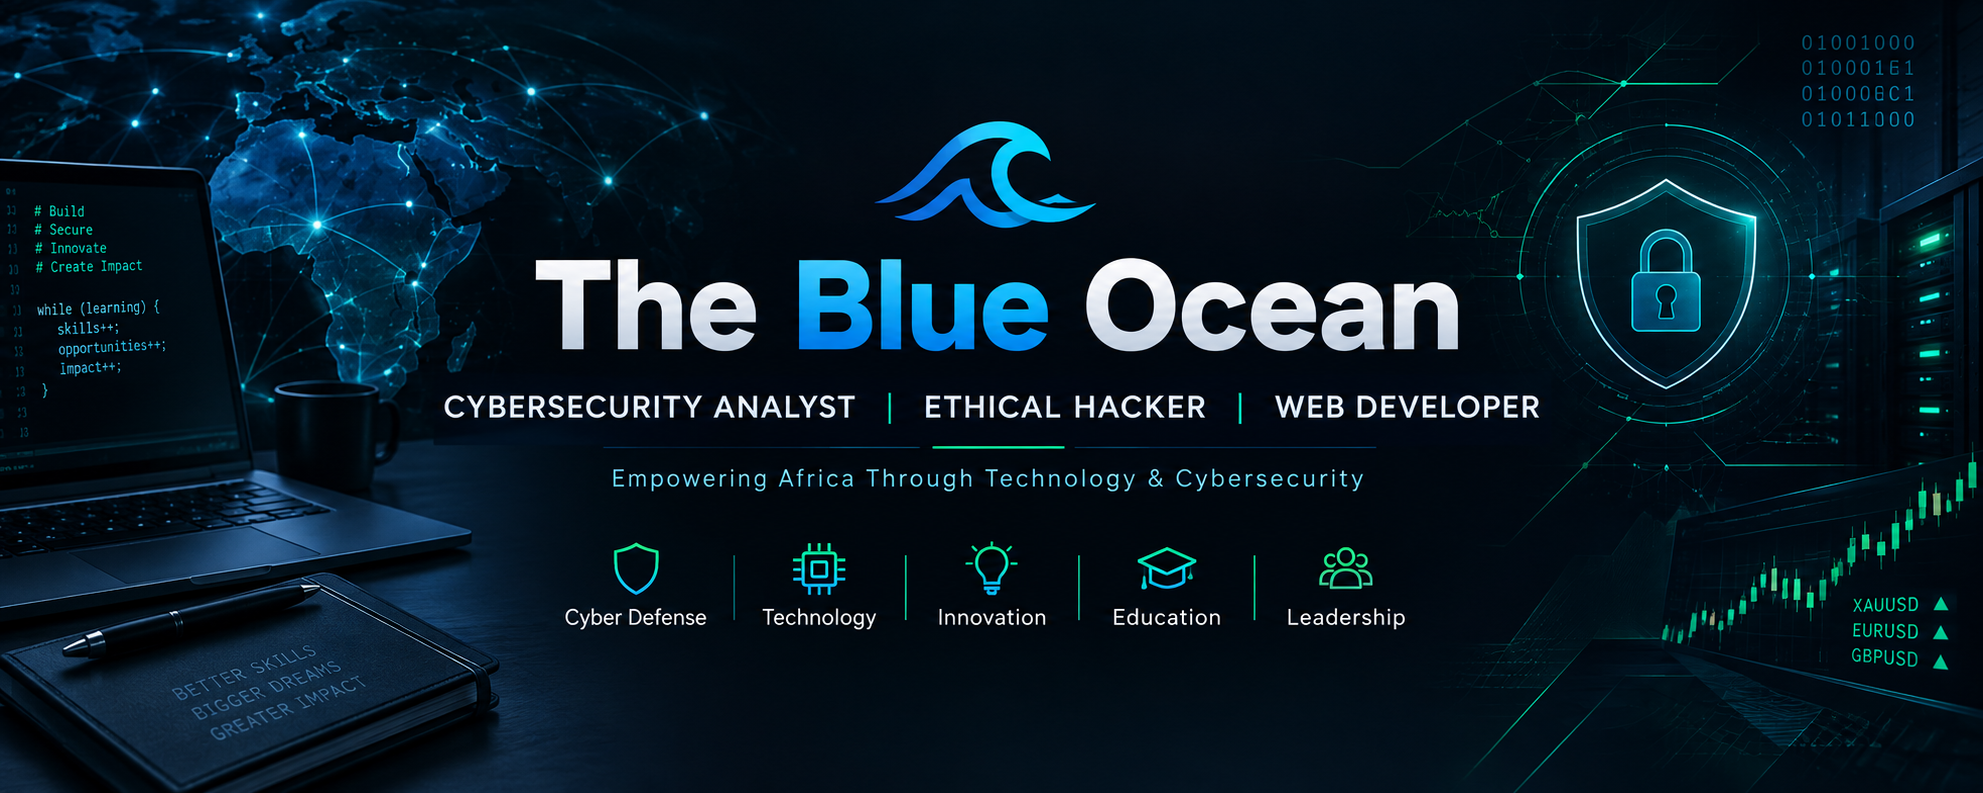 # Build
# Secure
# Innovate
# Create Impact
while (learning) {
skills++;
opportunities++;
Impact++;
}
The Blue Ocean
CYBERSECURITY ANALYST | ETHICAL HACKER | WEB DEVELOPER
Empowering Africa Through Technology & Cybersecurity
Cyber Defense
Technology
Innovation
Education
Leadership
BETTER SKILLS
BIGGER DREAMS
GREATER IMPACT
01001000
01011000
XAUUSD ▲
EURUSD ▲
GBPUSD ▲